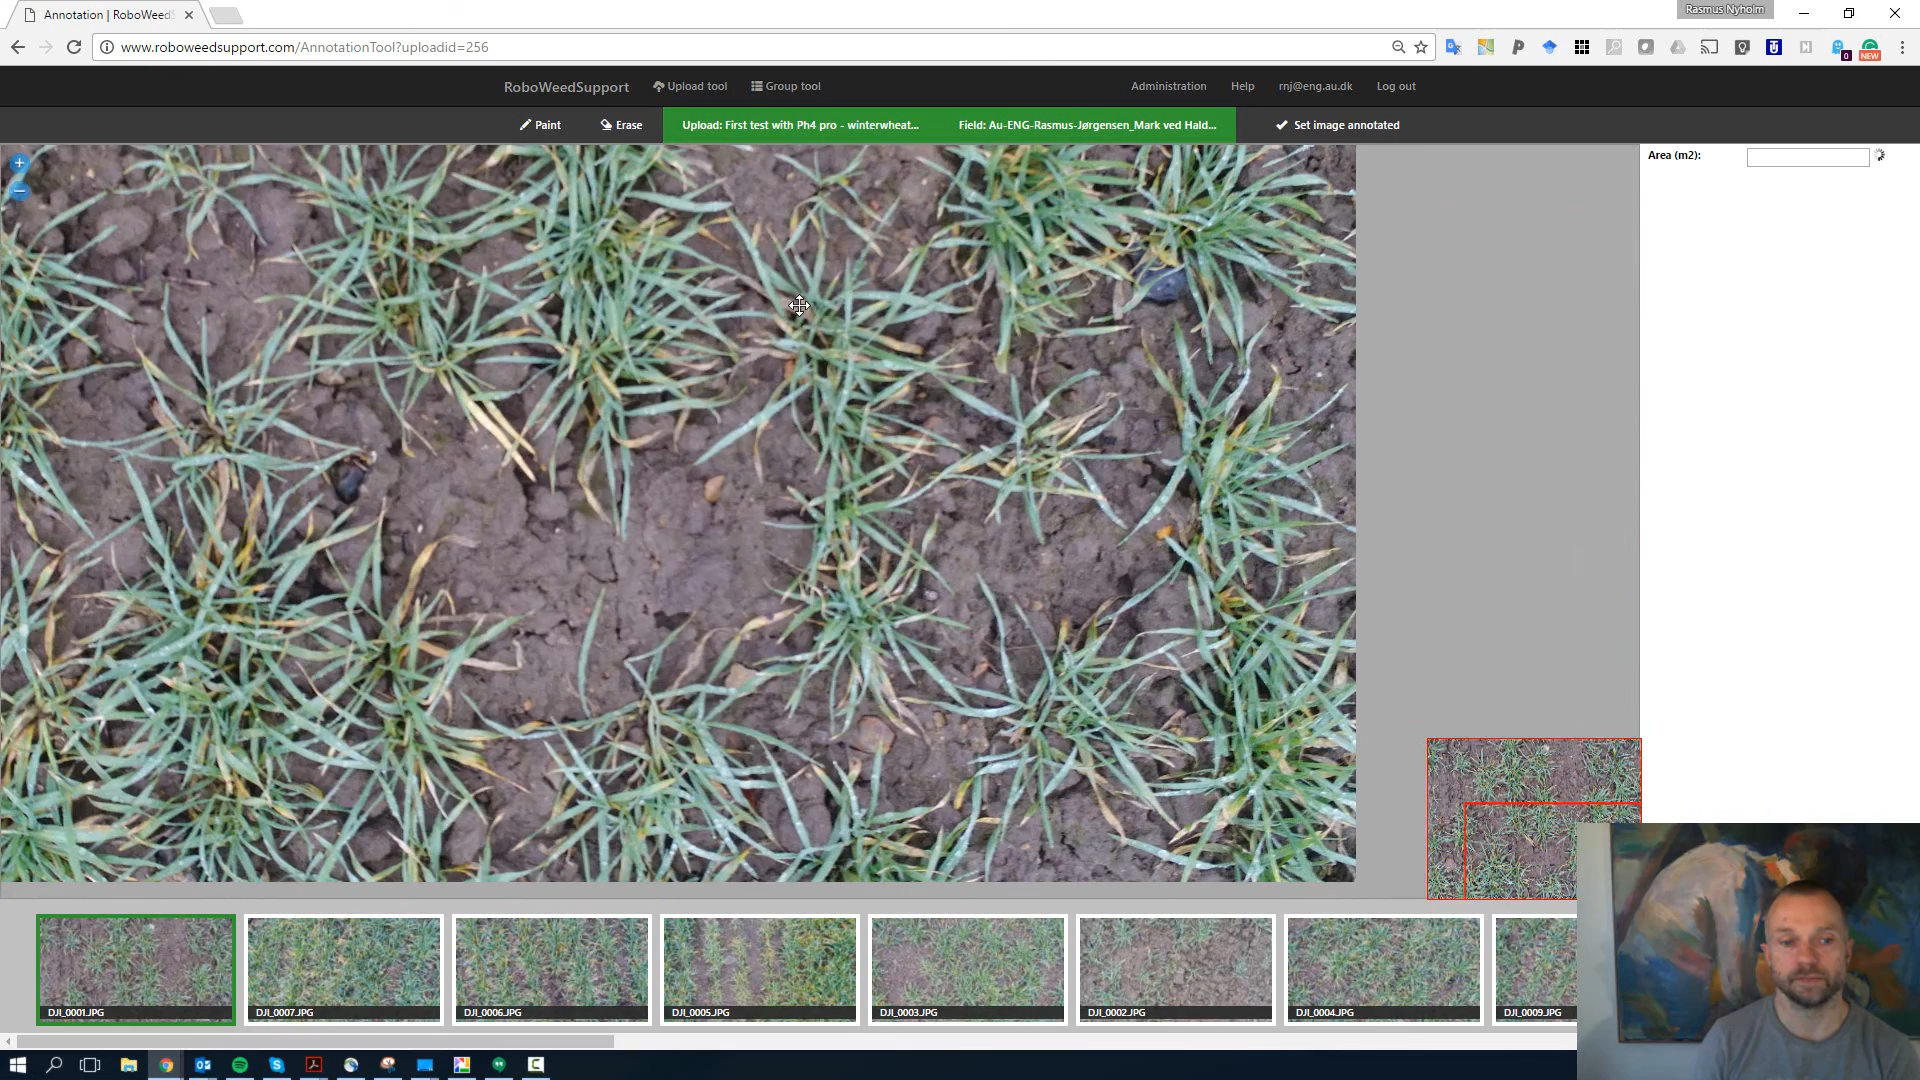 Annotation | RoboWeedS
Rasmus Nyholm
www.roboweedsupport.com/AnnotationTool?uploadid=256
0
NEW
RoboWeedSupport
Upload tool
Group tool
Administration
Help
rnj@eng.au.dk
Log out
Paint
Erase
Upload: First test with Ph4 pro - winterwheat...
Field: Au-ENG-Rasmus-Jørgensen_Mark ved Hald...
Set image annotated
Area (m2):
DJI_0001.JPG
DJI_0007.JPG
DJI_0006.JPG
DJI_0005.JPG
DJI_0003.JPG
DJI_0002.JPG
DJI_0004.JPG
DJI_0009.JPG